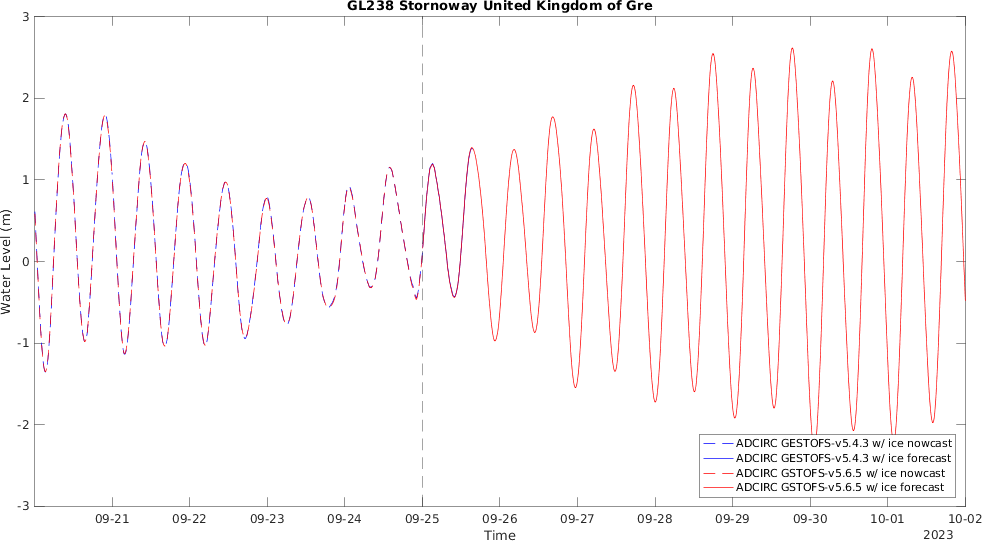 GL238 Stornoway United Kingdom of Gre
3
2
1
0
-1
-2
-3
Water Level (m)
ADCIRC GESTOFS-v5.4.3 w/ ice nowcast
ADCIRC GESTOFS-v5.4.3 w/ ice forecast
ADCIRC GSTOFS-v5.6.5 w/ ice nowcast
ADCIRC GSTOFS-v5.6.5 w/ ice forecast
09-21 09-22 09-23 09-24 09-25 09-26 09-27 09-28 09-29 09-30 10-01 10-02
Time
2023